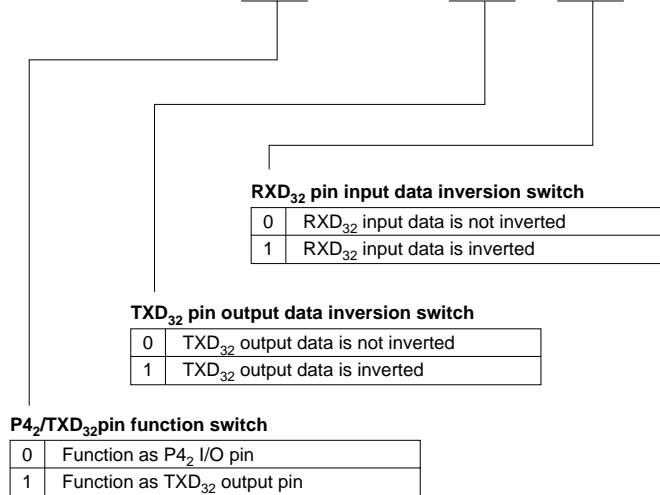 RXD₃₂ pin input data inversion switch
0 RXD₃₂ input data is not inverted
1 RXD₃₂ input data is inverted
TXD₃₂ pin output data inversion switch
0 TXD₃₂ output data is not inverted
1 TXD₃₂ output data is inverted
P4₂/TXD₃₂pin function switch
0 Function as P4₂ I/O pin
1 Function as TXD₃₂ output pin